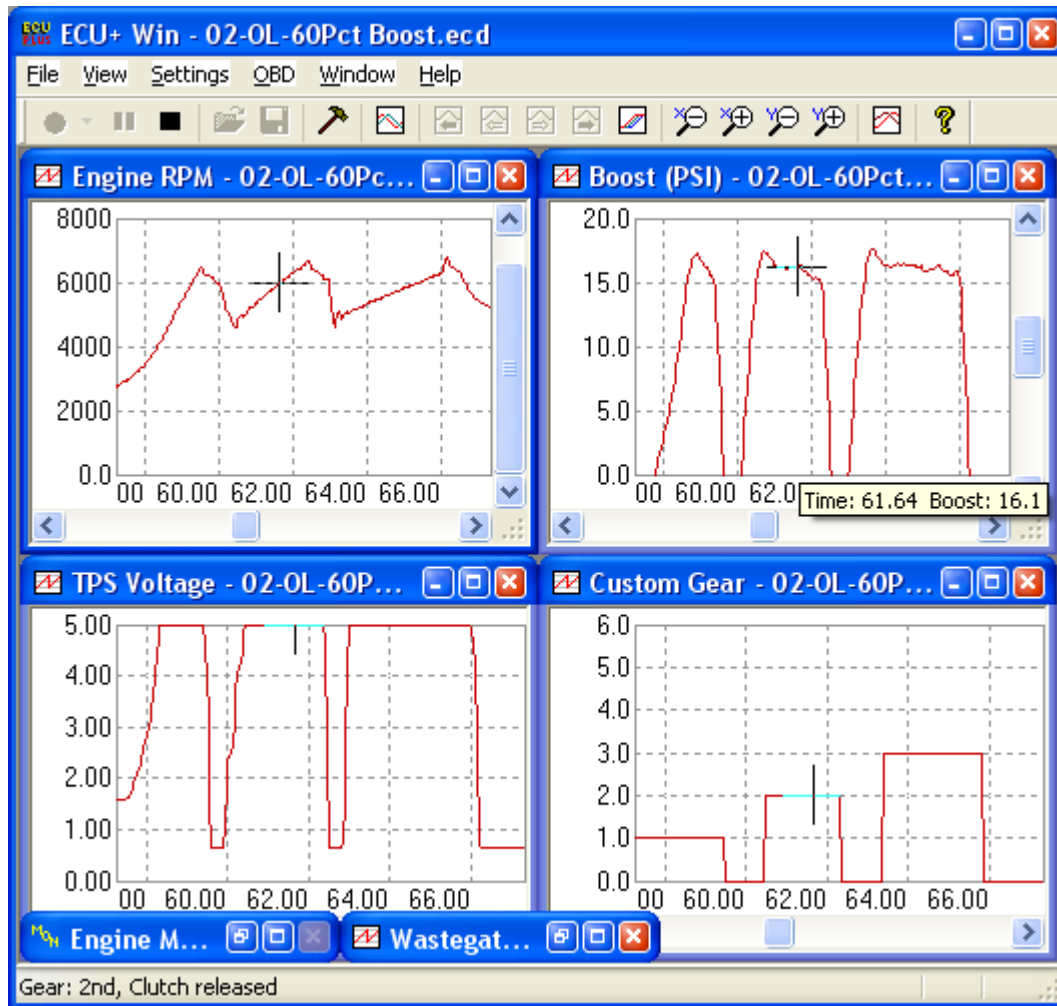 ECU PLUS ECU+ Win - 02-OL-60Pct Boost.ecd
File View Settings OBD Window Help
X X Y Y ?
Engine RPM - 02-OL-60Pc...
8000
6000
4000
2000
0.0
00 60.00 62.00 64.00 66.00
Boost (PSI) - 02-OL-60Pct...
20.0
15.0
10.0
5.0
0.0
00 60.00 62.0
Time: 61.64 Boost: 16.1
TPS Voltage - 02-OL-60P...
5.00
4.00
3.00
2.00
1.00
0.00
00 60.00 62.00 64.00 66.00
Custom Gear - 02-OL-60P...
6.0
5.0
4.0
3.0
2.0
1.0
0.0
00 60.00 62.00 64.00 66.00
MON Engine M...
Wastegat...
Gear: 2nd, Clutch released